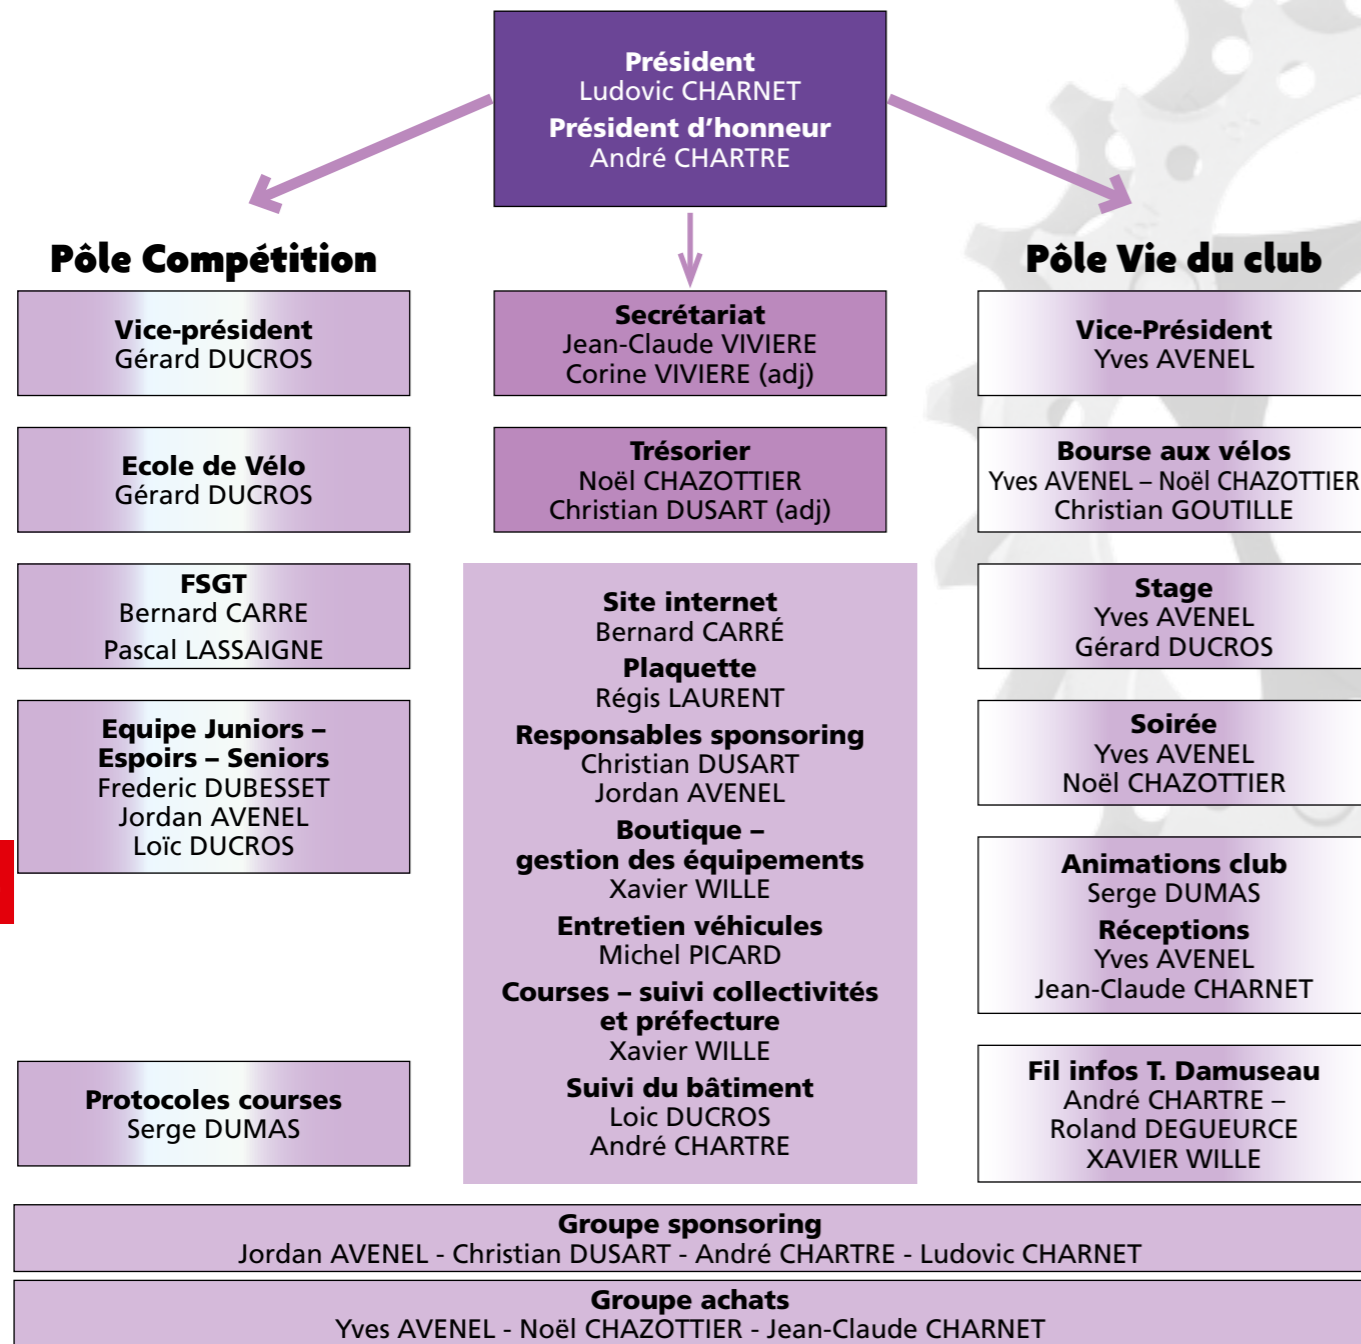 Président
Ludovic CHARNET
Président d’honneur
André CHARTRE
Pôle Compétition
Vice-président
Gérard DUCROS
Ecole de Vélo
Gérard DUCROS
FSGT
Bernard CARRE
Pascal LASSAIGNE
Equipe Juniors –
Espoirs – Seniors
Frederic DUBESSET
Jordan AVENEL
Loïc DUCROS
Protocoles courses
Serge DUMAS
Secrétariat
Jean-Claude VIVIERE
Corine VIVIERE (adj)
Trésorier
Noël CHAZOTTIER
Christian DUSART (adj)
Site internet
Bernard CARRÉ
Plaquette
Régis LAURENT
Responsables sponsoring
Christian DUSART
Jordan AVENEL
Boutique –
gestion des équipements
Xavier WILLE
Entretien véhicules
Michel PICARD
Courses – suivi collectivités
et préfecture
Xavier WILLE
Suivi du bâtiment
Loic DUCROS
André CHARTRE
Pôle Vie du club
Vice-Président
Yves AVENEL
Bourse aux vélos
Yves AVENEL – Noël CHAZOTTIER
Christian GOUTILLE
Stage
Yves AVENEL
Gérard DUCROS
Soirée
Yves AVENEL
Noël CHAZOTTIER
Animations club
Serge DUMAS
Réceptions
Yves AVENEL
Jean-Claude CHARNET
Fil infos T. Damuseau
André CHARTRE –
Roland DEGUEURCE
XAVIER WILLE
Groupe sponsoring
Jordan AVENEL - Christian DUSART - André CHARTRE - Ludovic CHARNET
Groupe achats
Yves AVENEL - Noël CHAZOTTIER - Jean-Claude CHARNET